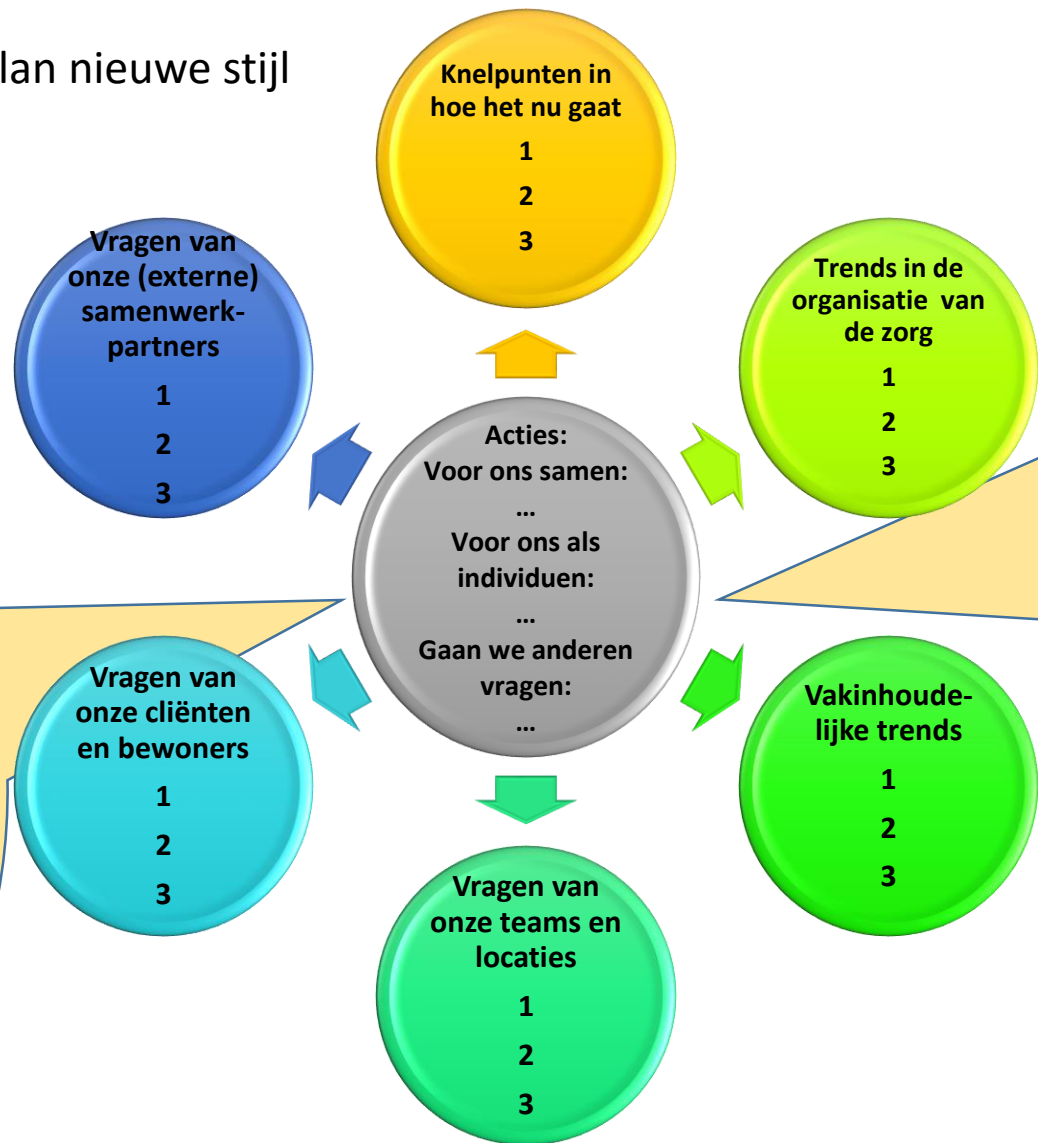 lan nieuwe stijl
Knelpunten in
hoe het nu gaat
1
2
3
Trends in de
organisatie van
de zorg
1
2
3
Vakinhoude-
lijke trends
1
2
3
Vragen van
onze teams en
locaties
1
2
3
Vragen van
onze cliënten
en bewoners
1
2
3
Vragen van
onze (externe)
samenwerk-
partners
1
2
3
Acties:
Voor ons samen:
...
Voor ons als
individuen:
...
Gaan we anderen
vragen:
...